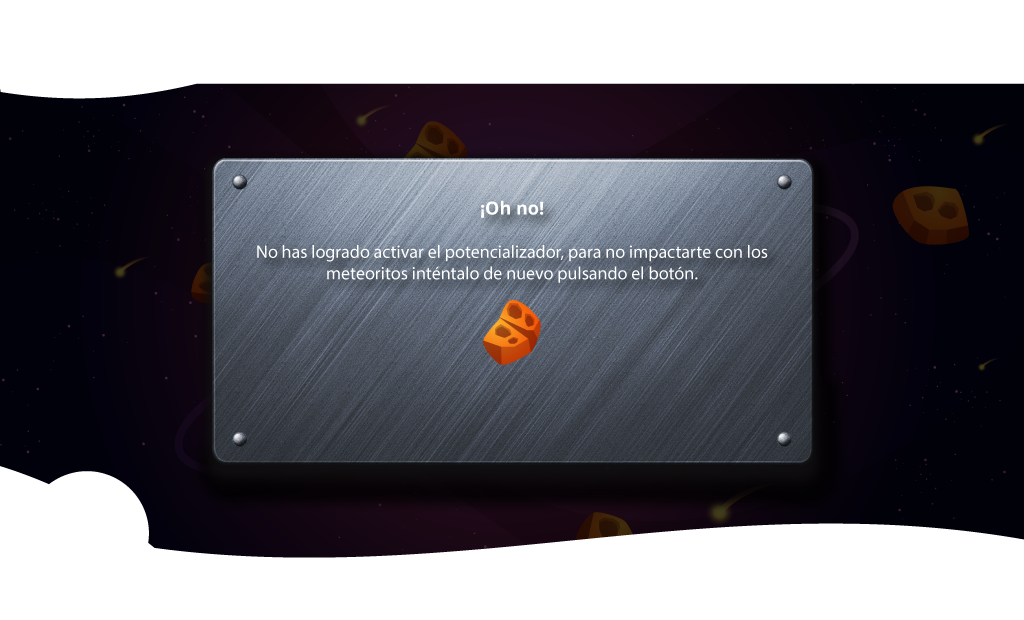 ¡Oh no!
No has logrado activar el potencializador, para no impactarte con los
meteoritos inténtalo de nuevo pulsando el botón.